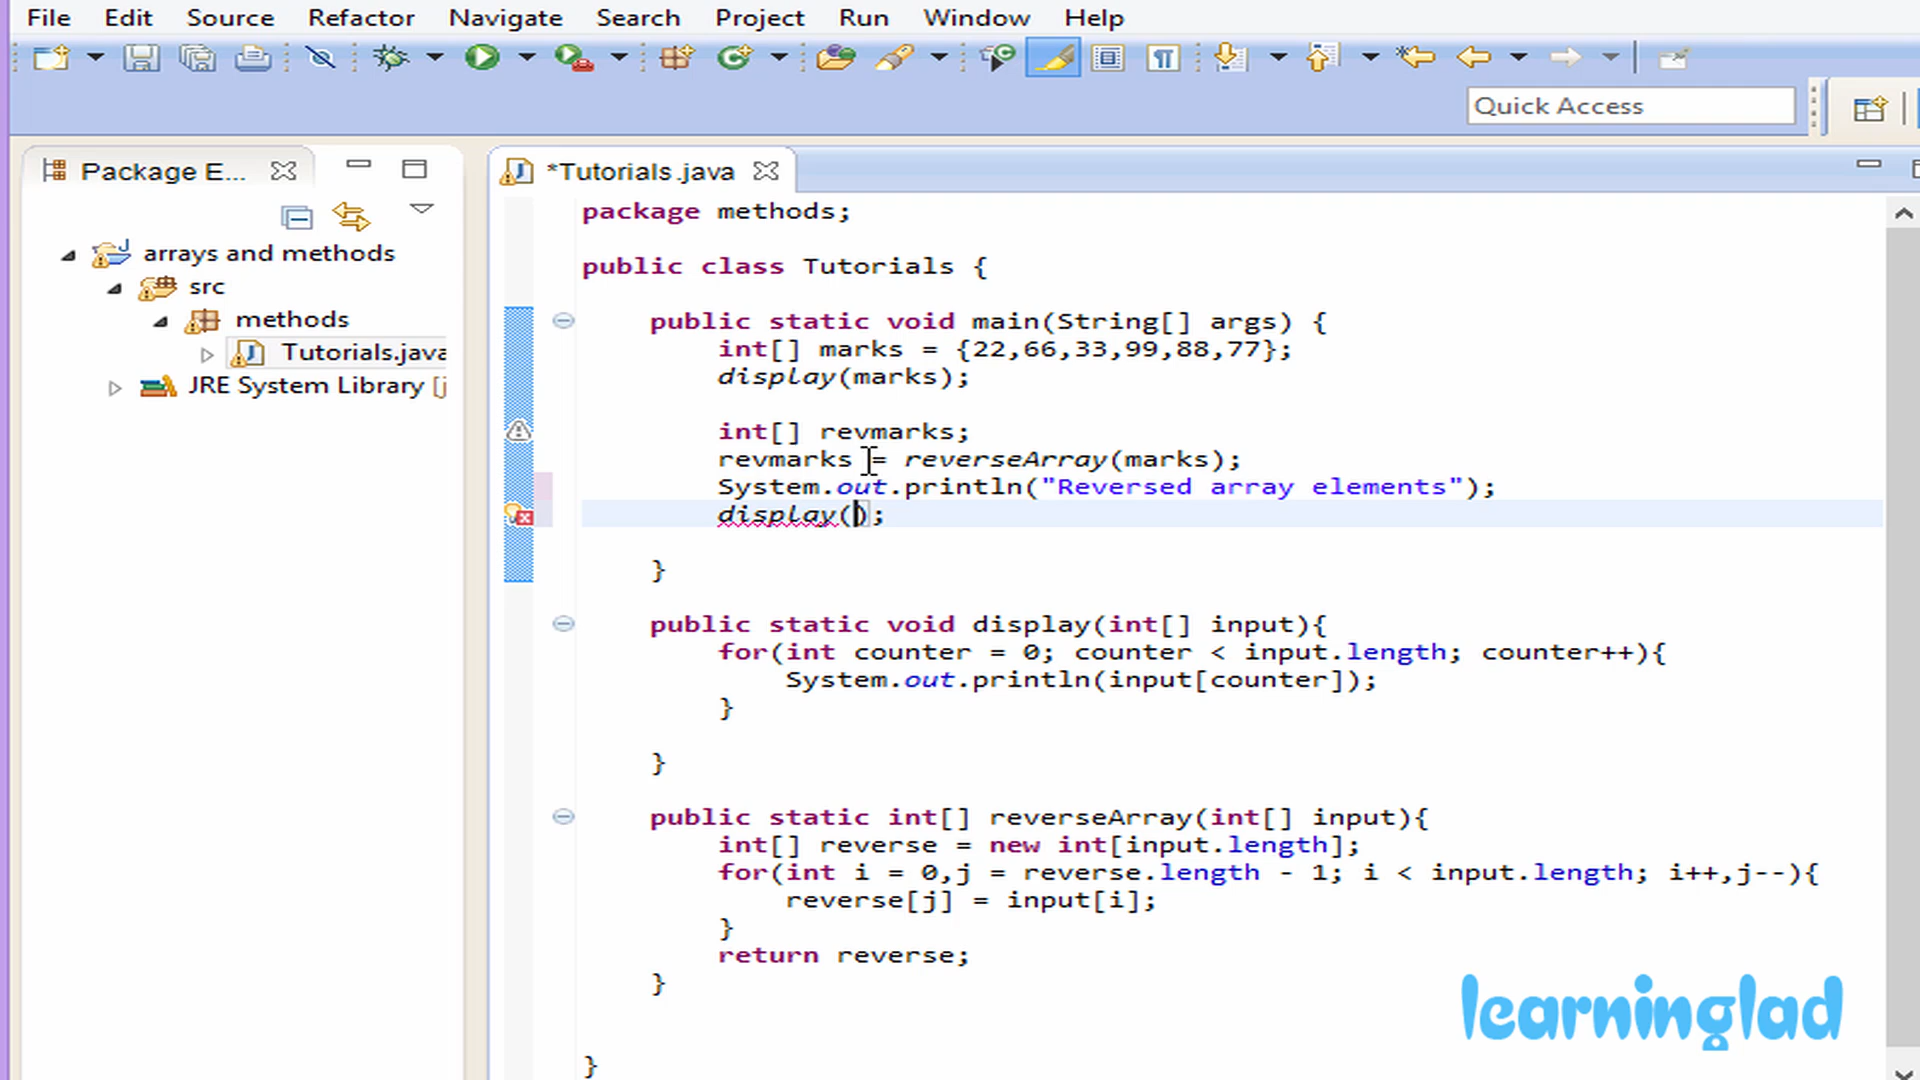 File Edit Source Refactor Navigate Search Project Run Window Help
Quick Access
Package E...
*Tutorials.java
arrays and methods
src
methods
Tutorials.java
JRE System Library [j
package methods;
public class Tutorials {
public static void main(String[] args) {
int[] marks = {22,66,33,99,88,77};
display(marks);
int[] revmarks;
revmarks = reverseArray(marks);
System.out.println("Reversed array elements");
display();
}
public static void display(int[] input){
for(int counter = 0; counter < input.length; counter++){
System.out.println(input[counter]);
}
}
public static int[] reverseArray(int[] input){
int[] reverse = new int[input.length];
for(int i = 0,j = reverse.length - 1; i < input.length; i++,j--){
reverse[j] = input[i];
}
return reverse;
}
}
learninglad